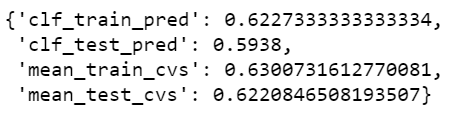 {'clf_train_pred': 0.6227333333333334,
'clf_test_pred': 0.5938,
'mean_train_cvs': 0.6300731612770081,
'mean_test_cvs': 0.6220846508193507}